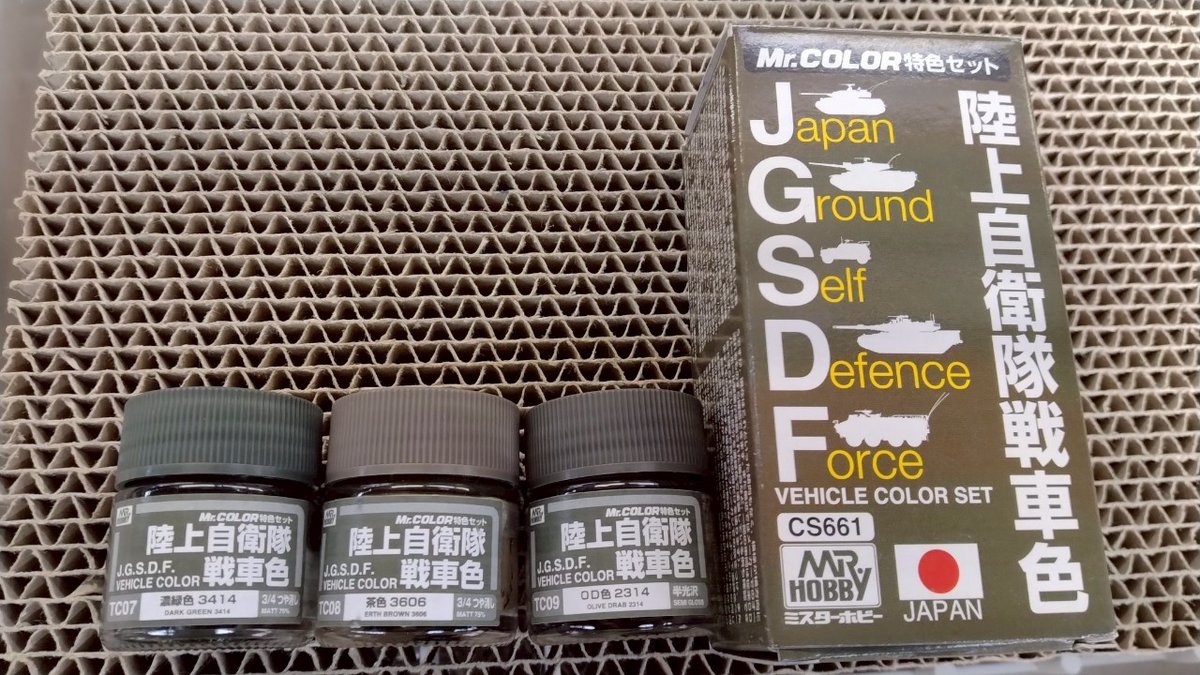 Mr.COLOR特色セット
Japan
Ground
Self
Defence
Force
VEHICLE COLOR SET
陸上自衛隊戦車色
CS661
MR.
HOBBY
ミスターホビー
JAPAN
MR HOBBY
Mr.COLOR特色セット
陸上自衛隊
J.G.S.D.F.
VEHICLE COLOR 戦車色
TC07
濃緑色 3414
DARK GREEN 3414
3/4つや消し
MATT 75%
MR HOBBY
Mr.COLOR特色セット
陸上自衛隊
J.G.S.D.F.
VEHICLE COLOR 戦車色
TC08
茶色 3606
ERTH BROWN 3606
3/4つや消し
MATT 75%
Mr.COLOR特色セット
陸上自衛隊
J.G.S.D.F.
VEHICLE COLOR 戦車色
TC09
OD色 2314
OLIVE DRAB 2314
半光沢
SEMI GLOSS